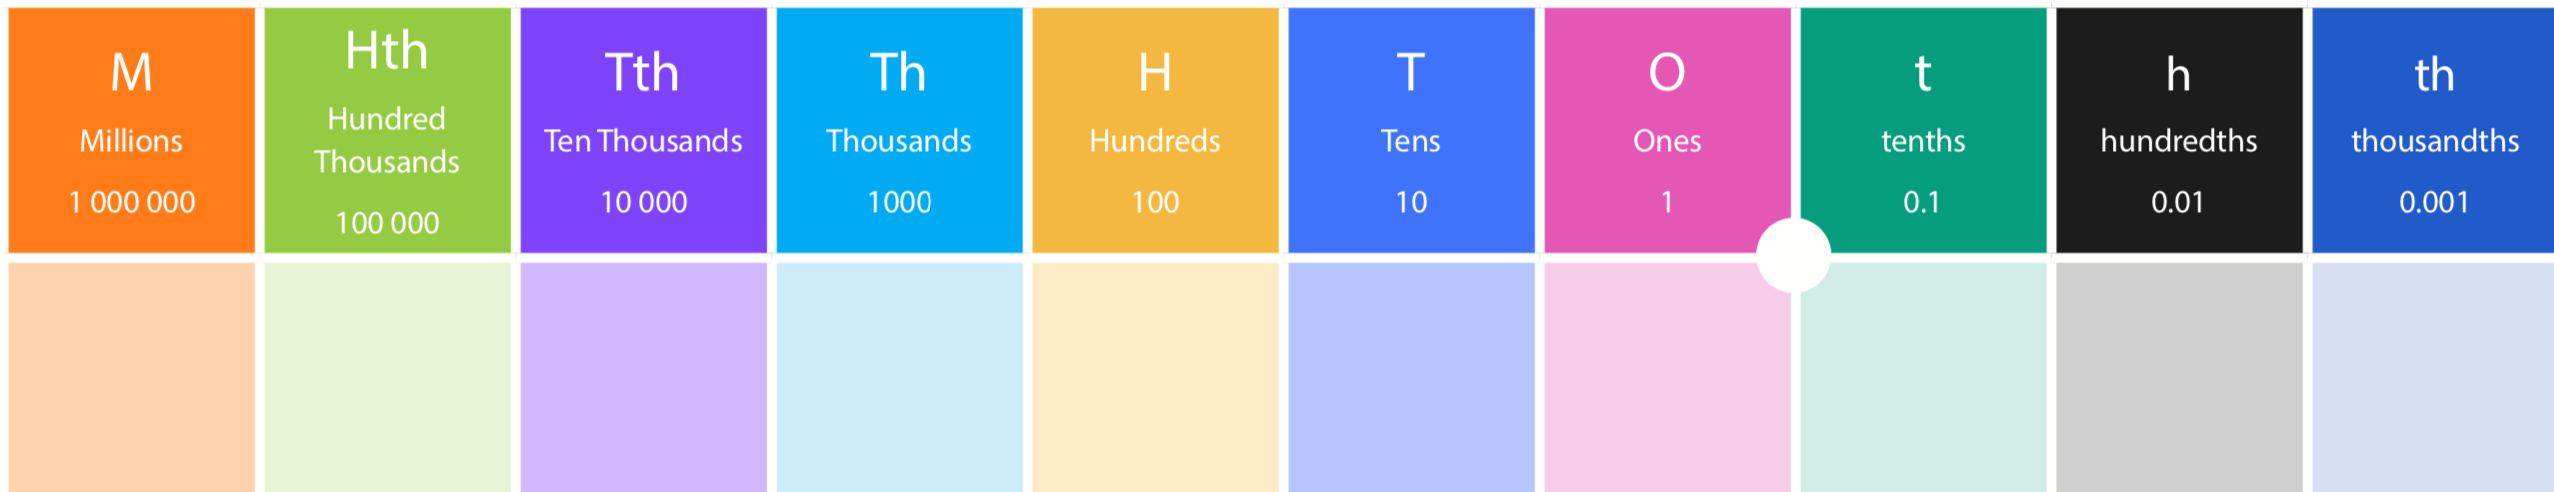 M
Millions
1 000 000
Hth
Hundred
Thousands
100 000
Tth
Ten Thousands
10 000
Th
Thousands
1000
H
Hundreds
100
T
Tens
10
O
Ones
1
t
tenths
0.1
h
hundredths
0.01
th
thousandths
0.001